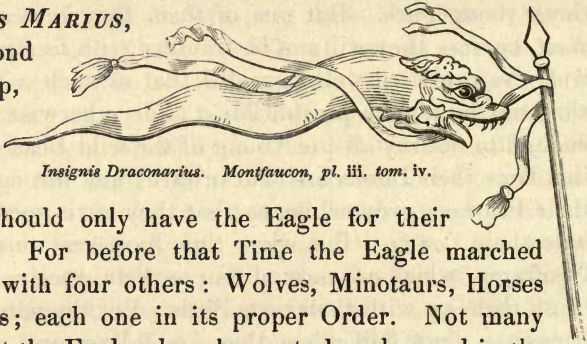 s MARIUS,
ond
p,
Insignis Draconarius. Montfaucon, pl. iii. tom. iv.
hould only have the Eagle for their
For before that Time the Eagle marched
with four others : Wolves, Minotaurs, Horses
s; each one in its proper Order. Not many